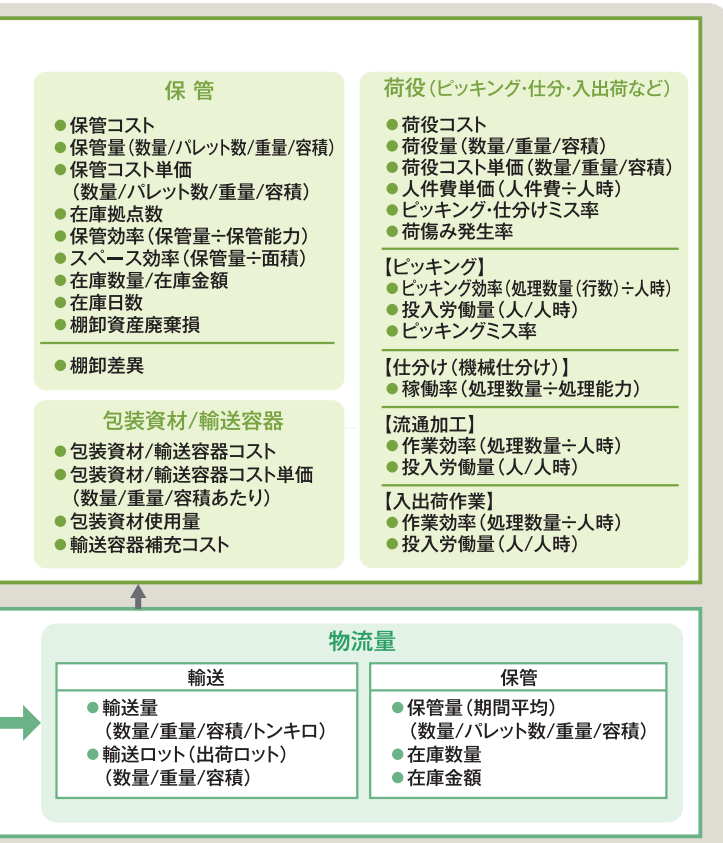 保管
●保管コスト
●保管量(数量/パレット数/重量/容積)
●保管コスト単価
(数量/パレット数/重量/容積)
●在庫拠点数
●保管効率(保管量÷保管能力)
●スペース効率(保管量÷面積)
●在庫数量/在庫金額
●在庫日数
●棚卸資産廃棄損
●棚卸差異
包装資材/輸送容器
●包装資材/輸送容器コスト
●包装資材/輸送容器コスト単価
(数量/重量/容積あたり)
●包装資材使用量
●輸送容器補充コスト
荷役(ピッキング・仕分・入出荷など)
●荷役コスト
●荷役量(数量/重量/容積)
●荷役コスト単価(数量/重量/容積)
●人件費単価(人件費÷人時)
●ピッキング・仕分けミス率
●荷傷み発生率
【ピッキング】
●ピッキング効率(処理数量(行数)÷人時)
●投入労働量(人/人時)
●ピッキングミス率
【仕分け(機械仕分け)】
●稼働率(処理数量÷処理能力)
【流通加工】
●作業効率(処理数量÷人時)
●投入労働量(人/人時)
【入出荷作業】
●作業効率(処理数量÷人時)
●投入労働量(人/人時)
物流量
輸送
●輸送量
(数量/重量/容積/トンキロ)
●輸送ロット(出荷ロット)
(数量/重量/容積)
保管
●保管量(期間平均)
(数量/パレット数/重量/容積)
●在庫数量
●在庫金額